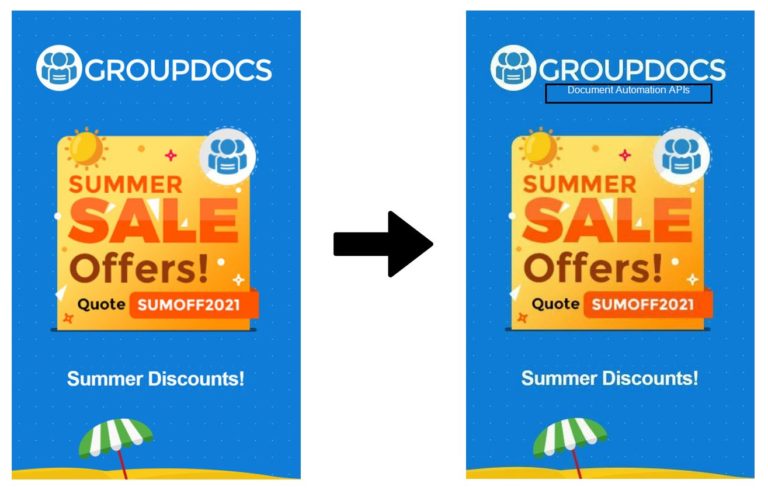 GROUPDOCS
SUMMER
SALE
Offers!
Quote SUMOFF2021
Summer Discounts!
GROUPDOCS
Document Automation APIs
SUMMER
SALE
Offers!
Quote SUMOFF2021
Summer Discounts!